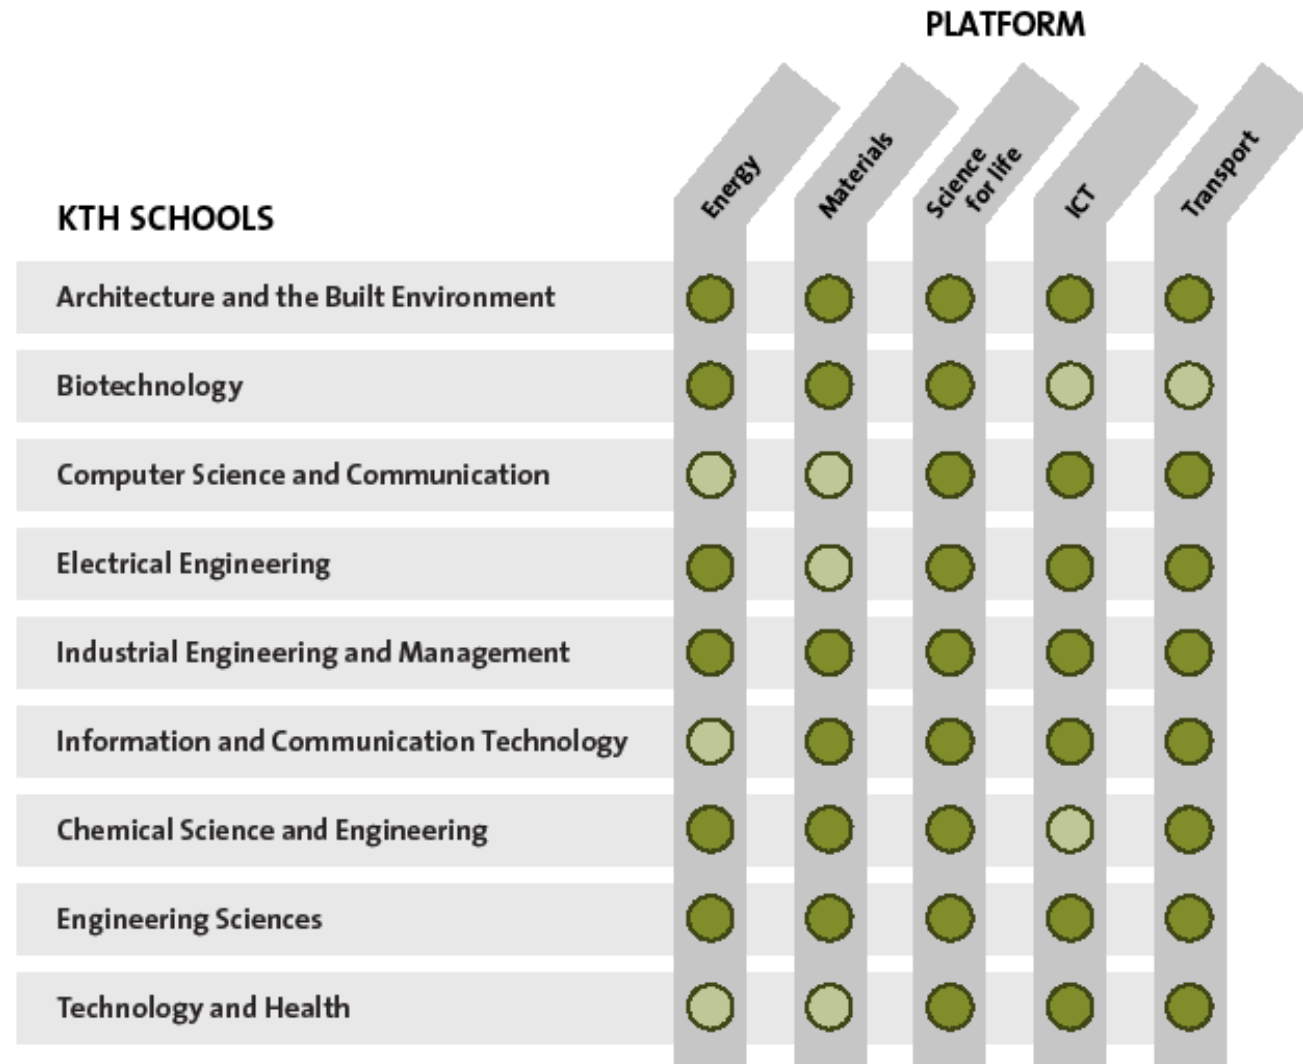 PLATFORM
Energy
Materials
Science
for life
ICT
Transport
KTH SCHOOLS
Architecture and the Built Environment
Biotechnology
Computer Science and Communication
Electrical Engineering
Industrial Engineering and Management
Information and Communication Technology
Chemical Science and Engineering
Engineering Sciences
Technology and Health